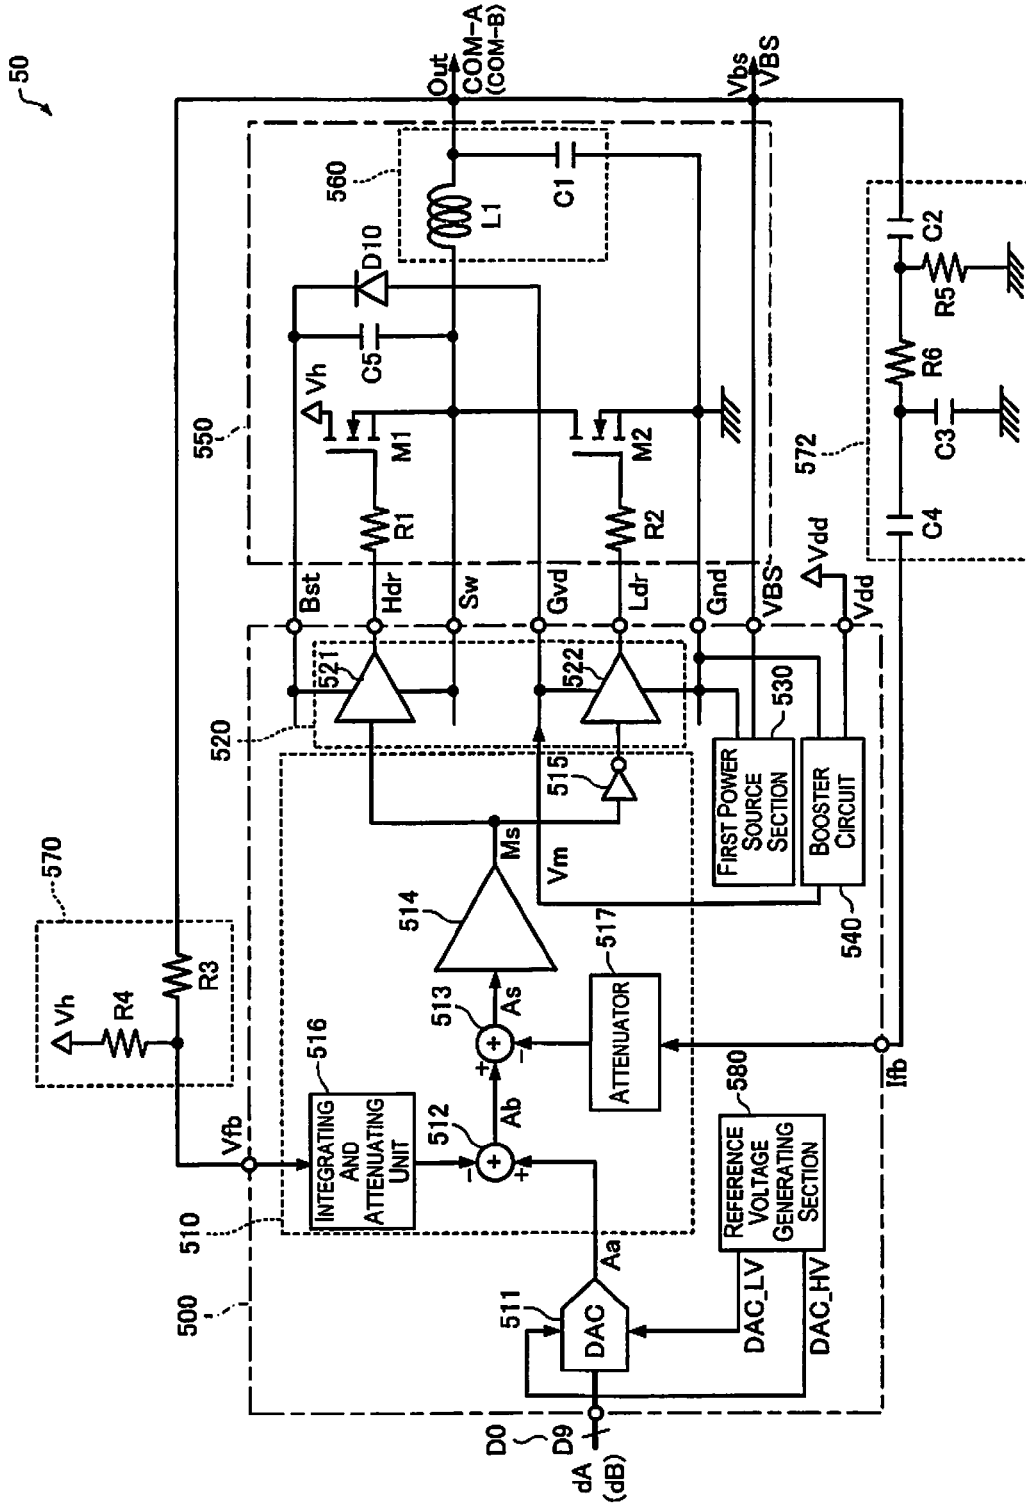 50
570
Vh
R4
R3
Vfb
500
510
516
INTEGRATING
AND
ATTENUATING
UNIT
512
513
514
Aa
Ab
As
Ms
+
-
+
+
-
+
511
DAC
D0
D9
dA
(dB)
DAC_LV
DAC_HV
580
REFERENCE
VOLTAGE
GENERATING
SECTION
517
ATTENUATOR
Ifb
Vm
515
520
521
522
530
FIRST POWER
SOURCE
SECTION
540
BOOSTER
CIRCUIT
Bst
Hdr
Sw
Gvd
Ldr
Gnd
VBS
Vdd
Vdd
550
Vh
M1
R1
M2
R2
C5
D10
560
L1
C1
Out
COM-A
(COM-B)
Vbs
VBS
572
C4
C3
R6
R5
C2